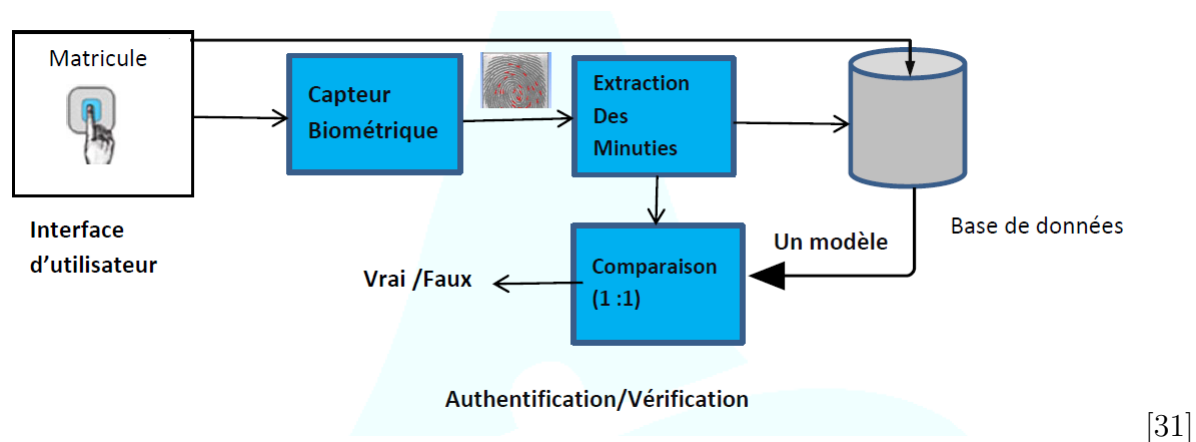 Matricule
Capteur
Biométrique
Extraction
Des
Minuties
Interface
d’utilisateur
Base de données
Un modèle
Comparaison
(1 :1)
Vrai /Faux
Authentification/Vérification
[31]